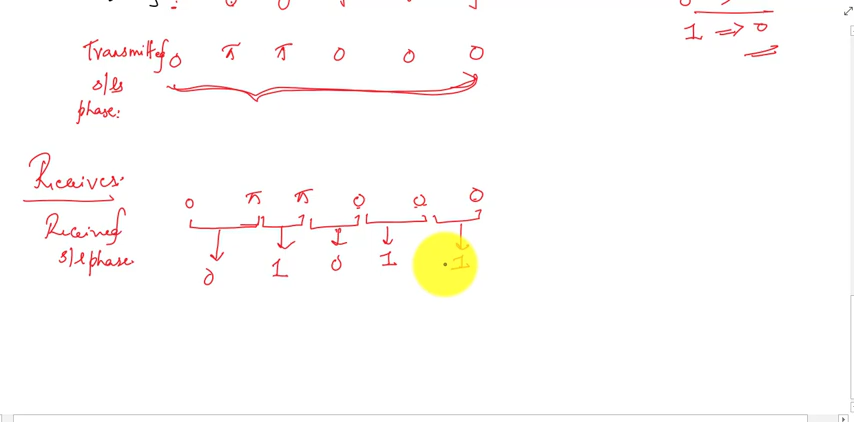 1 ⇒ 0
Transmitted 0 π π 0 0 0
s/ls
phase:
Receiver:
0 π π 0 0 0
Received
s/l phase
0 1 0 1 1